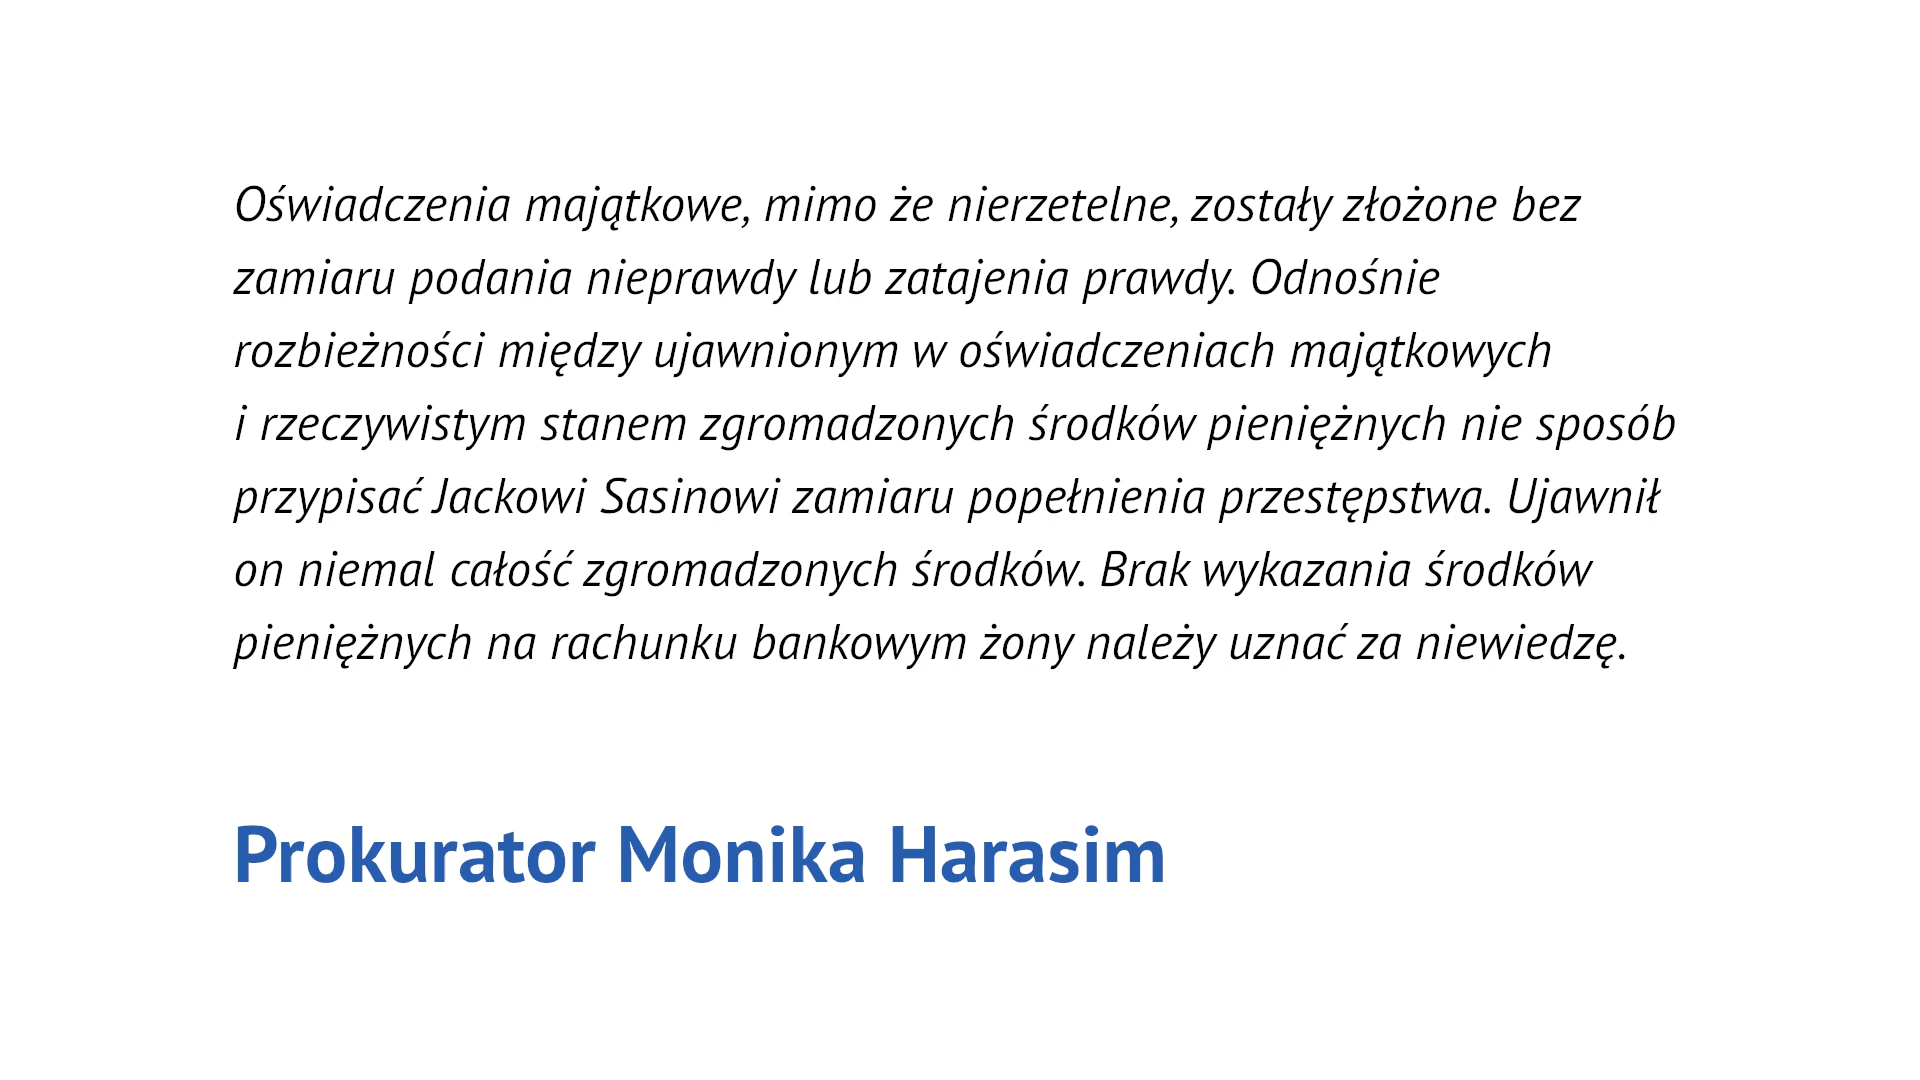 Oświadczenia majątkowe, mimo że nierzetelne, zostały złożone bez
zamiaru podania nieprawdy lub zatajenia prawdy. Odnośnie
rozbieżności między ujawnionym w oświadczeniach majątkowych
i rzeczywistym stanem zgromadzonych środków pieniężnych nie sposób
przypisać Jackowi Sasinowi zamiaru popełnienia przestępstwa. Ujawnił
on niemal całość zgromadzonych środków. Brak wykazania środków
pieniężnych na rachunku bankowym żony należy uznać za niewiedzę.
Prokurator Monika Harasim